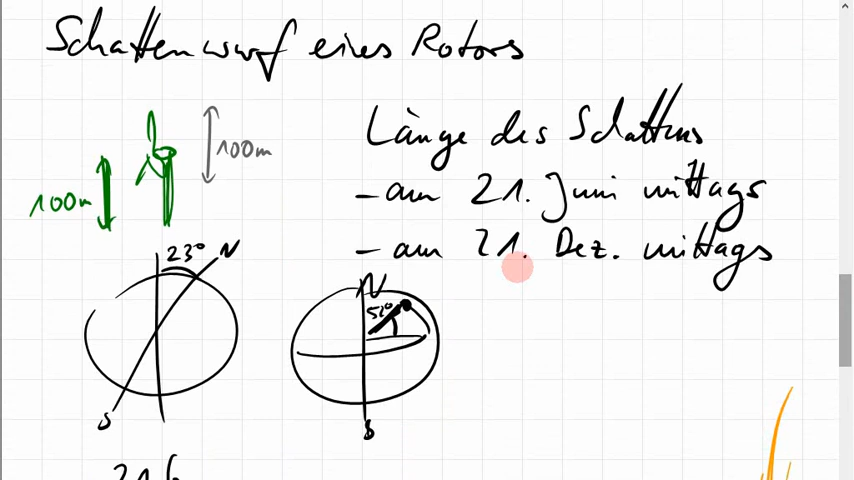 Schattenwurf eines Rotors
100m
100m
Länge des Schattens
- am 21. Juni mittags
- am 21. Dez. mittags
23° N
S
N
52°
S